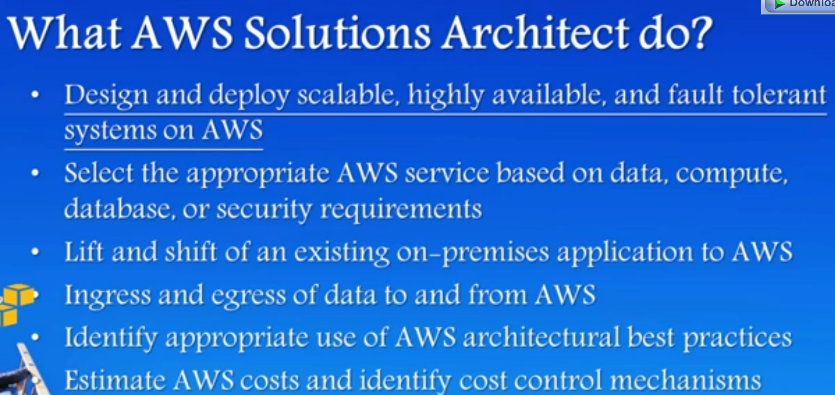 Downloa
What AWS Solutions Architect do?
• Design and deploy scalable, highly available, and fault tolerant
systems on AWS
• Select the appropriate AWS service based on data, compute,
database, or security requirements
• Lift and shift of an existing on-premises application to AWS
• Ingress and egress of data to and from AWS
• Identify appropriate use of AWS architectural best practices
• Estimate AWS costs and identify cost control mechanisms